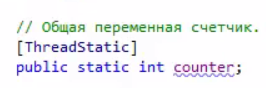 // Общая переменная счетчик.
[ThreadStatic]
public static int counter;